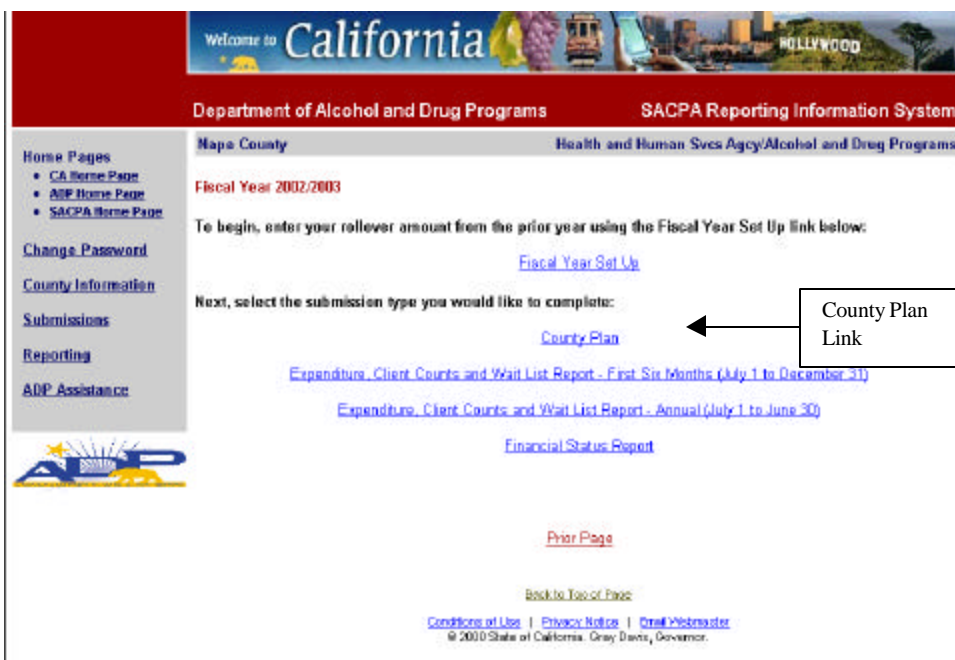 Welcome to California
HOLLYWOOD
Department of Alcohol and Drug Programs SACPA Reporting Information System
Napa County Health and Human Svcs Agcy/Alcohol and Drug Programs
Home Pages
• CA Home Page
• ADP Home Page
• SACPA Home Page
Change Password
County Information
Submissions
Reporting
ADP Assistance
ADP
Fiscal Year 2002/2003
To begin, enter your rollover amount from the prior year using the Fiscal Year Set Up link below:
Fiscal Year Set Up
Next, select the submission type you would like to complete:
County Plan
County Plan
Link
Expenditure, Client Counts and Wait List Report - First Six Months (July 1 to December 31)
Expenditure, Client Counts and Wait List Report - Annual (July 1 to June 30)
Financial Status Report
Prior Page
Back to Top of Page
Conditions of Use | Privacy Notice | Email Webmaster
© 2000 State of California. Gray Davis, Governor.